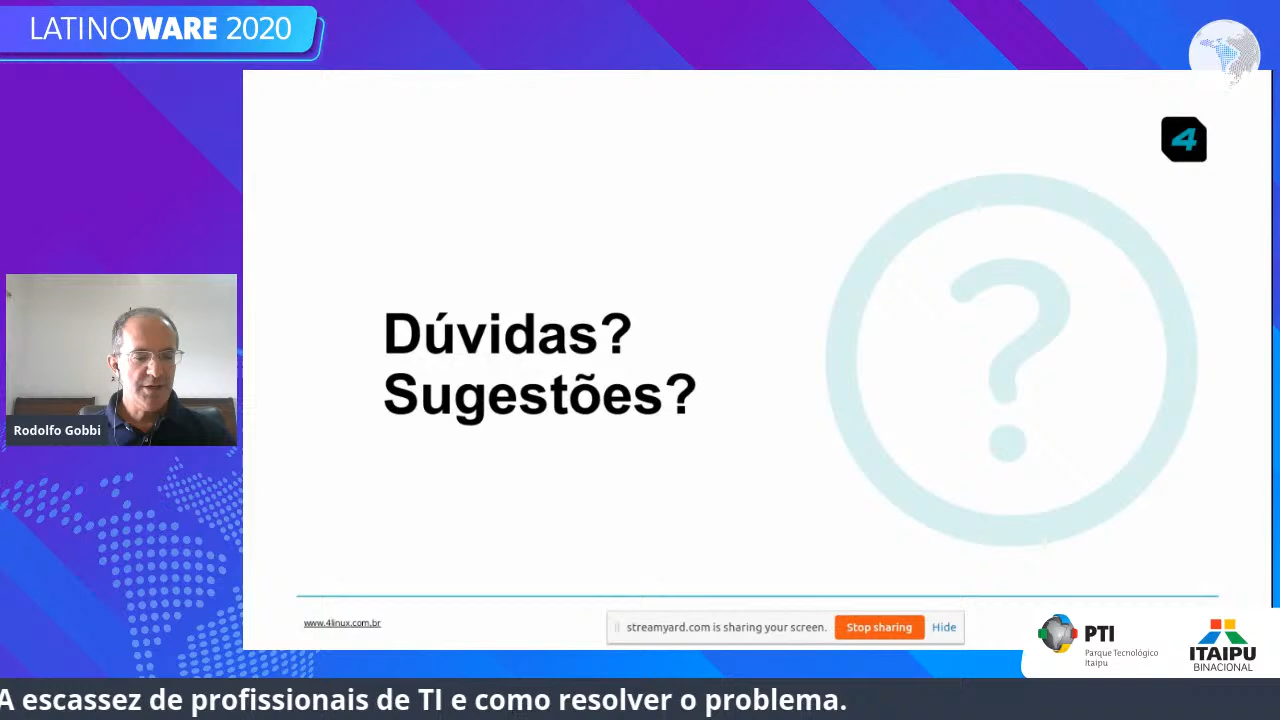 LATINOWARE 2020
4
Dúvidas?
Sugestões?
Rodolfo Gobbi
www.4linux.com.br
streamyard.com is sharing your screen. Stop sharing Hide
PTI
Parque Tecnológico
Itaipu
ITAIPU
BINACIONAL
A escassez de profissionais de TI e como resolver o problema.